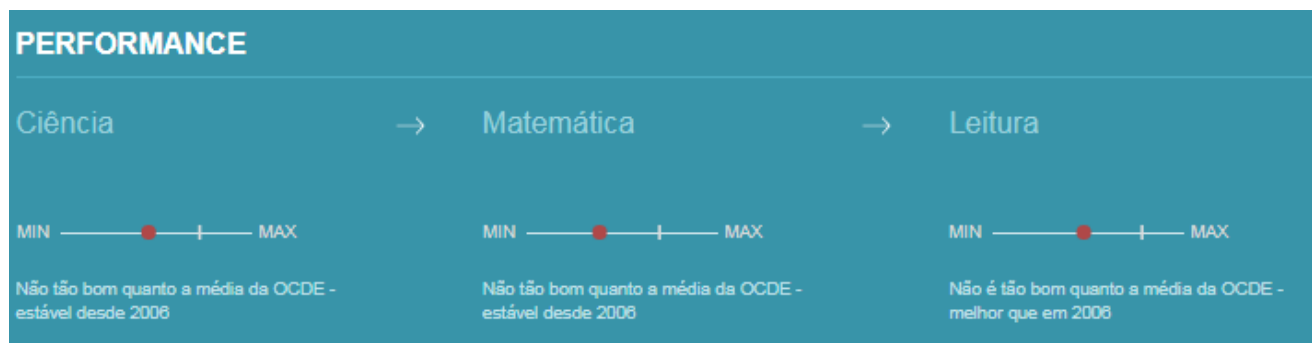 PERFORMANCE
Ciência → Matemática → Leitura
MIN MAX MIN MAX MIN MAX
Não tão bom quanto a média da OCDE - 
estável desde 2006
Não tão bom quanto a média da OCDE - 
estável desde 2006
Não é tão bom quanto a média da OCDE - 
melhor que em 2006